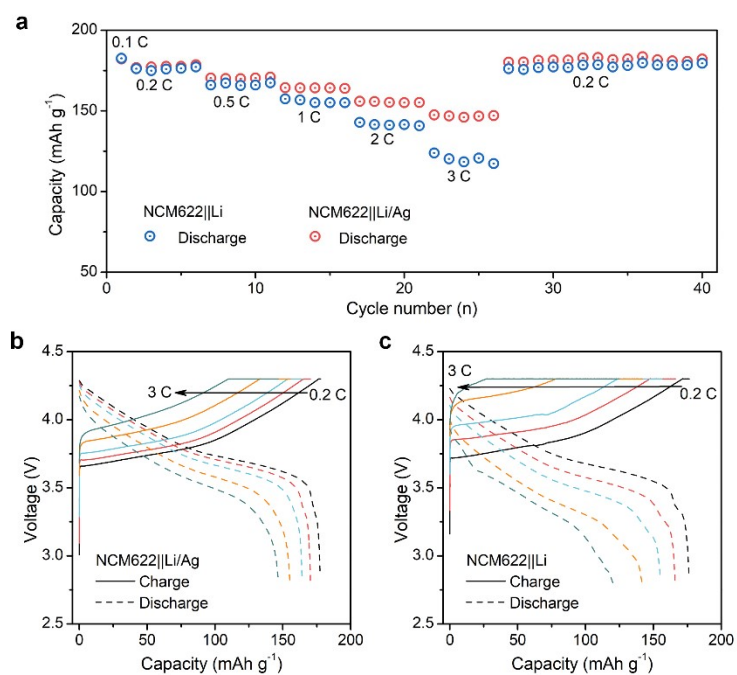 a
200
150
100
50
Capacity (mAh g⁻¹)
0.1 C
0.2 C
0.5 C
1 C
2 C
3 C
0.2 C
NCM622||Li
Discharge
NCM622||Li/Ag
Discharge
0 10 20 30 40
Cycle number (n)
b
4.5
4.0
3.5
3.0
2.5
Voltage (V)
3 C
0.2 C
NCM622||Li/Ag
Charge
Discharge
0 50 100 150 200
Capacity (mAh g⁻¹)
c
4.5
4.0
3.5
3.0
2.5
Voltage (V)
3 C
0.2 C
NCM622||Li
Charge
Discharge
0 50 100 150 200
Capacity (mAh g⁻¹)